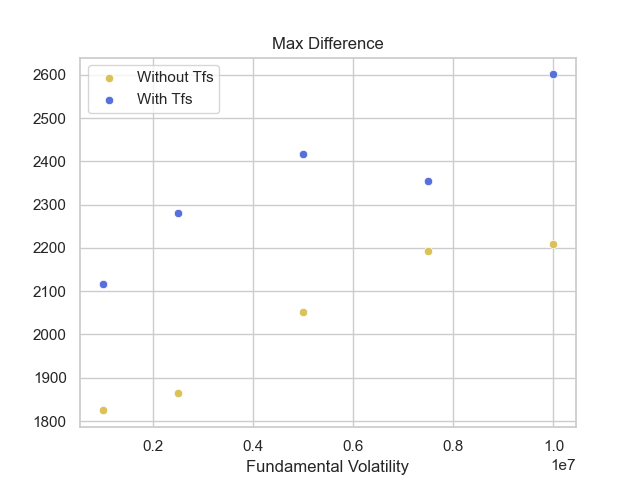 Max Difference
Without Tfs
With Tfs
2600
2500
2400
2300
2200
2100
2000
1900
1800
0.2
0.4
0.6
0.8
1.0
1e7
Fundamental Volatility